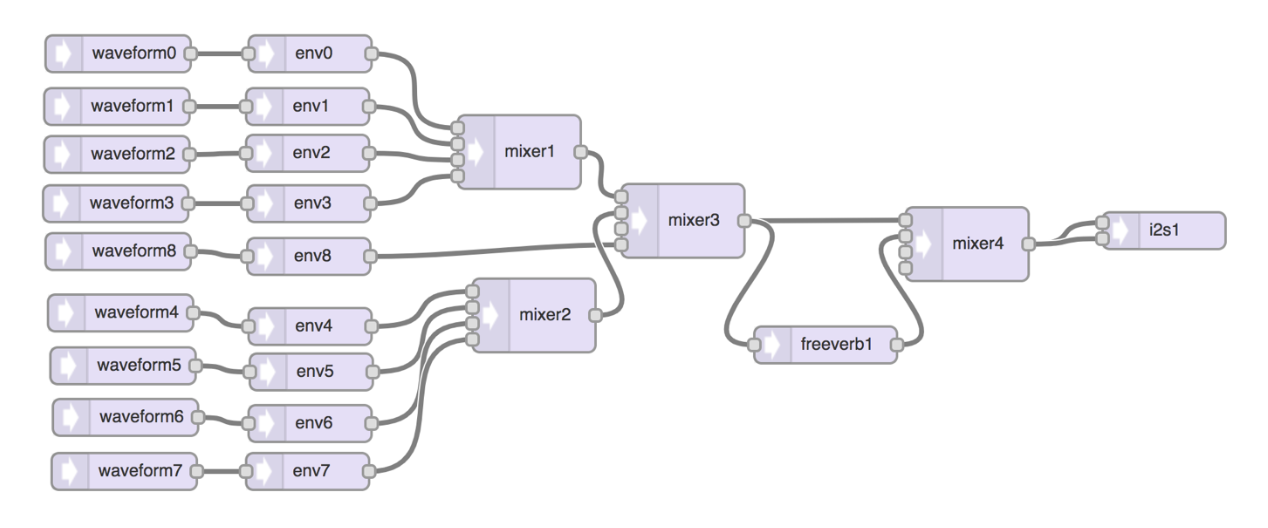 waveform0 env0
waveform1 env1
waveform2 env2
mixer1
waveform3 env3
mixer3
i2s1
mixer4
waveform8 env8
waveform4 env4
mixer2
freeverb1
waveform5 env5
waveform6 env6
waveform7 env7